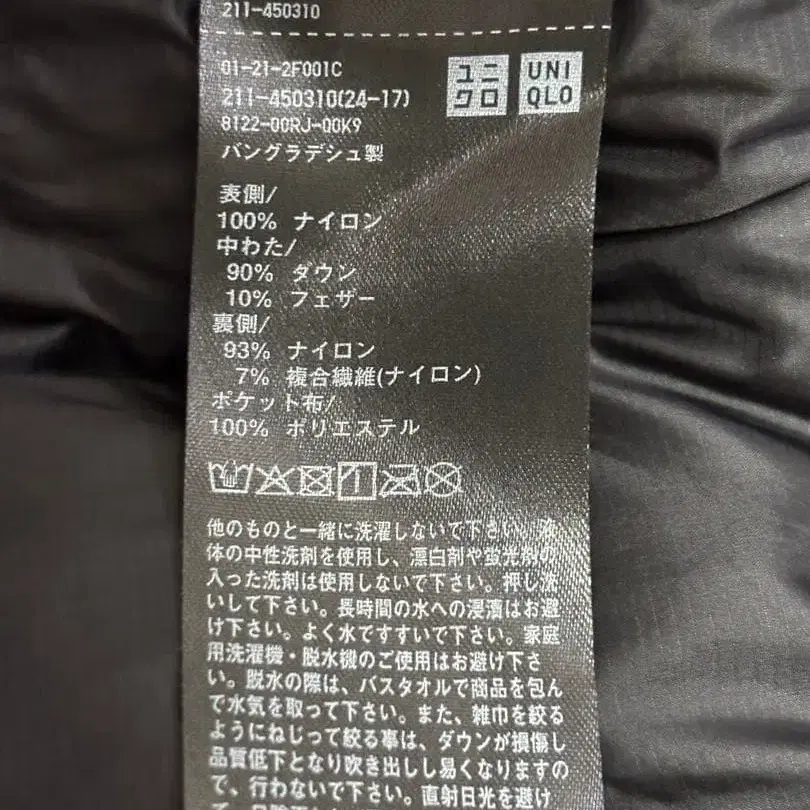 211-450310
01-21-2F001C
211-450310(24-17)
8122-00RJ-00K9
バングラデシュ製
ユニ
クロ
UNI
QLO
表側/
100% ナイロン
中わた/
90% ダウン
10% フェザー
裏側/
93% ナイロン
7% 複合繊維(ナイロン)
ポケット布/
100% ポリエステル
他のものと一緒に洗濯しないで下さい。液
体の中性洗剤を使用し、漂白剤や蛍光剤の
入った洗剤は使用しないで下さい。押し洗
いして下さい。長時間の水への浸漬はお避
け下さい。よく水ですすいで下さい。家庭
用洗濯機・脱水機のご使用はお避け下さ
い。脱水の際は、バスタオルで商品を包ん
で水気を取って下さい。また、雑巾を絞る
ようにねじって絞る事は、ダウンが損傷し
品質低下となり吹き出しし易くなりますの
で、行わないで下さい。直射日光を避け